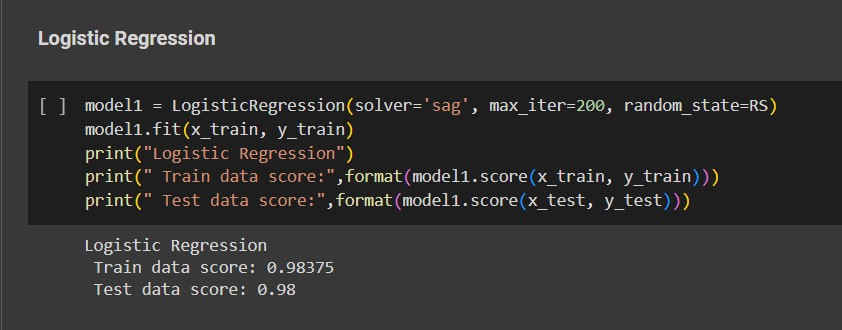 Logistic Regression
[ ] model1 = LogisticRegression(solver='sag', max_iter=200, random_state=RS)
model1.fit(x_train, y_train)
print("Logistic Regression")
print(" Train data score:",format(model1.score(x_train, y_train)))
print(" Test data score:",format(model1.score(x_test, y_test)))
Logistic Regression
 Train data score: 0.98375
 Test data score: 0.98